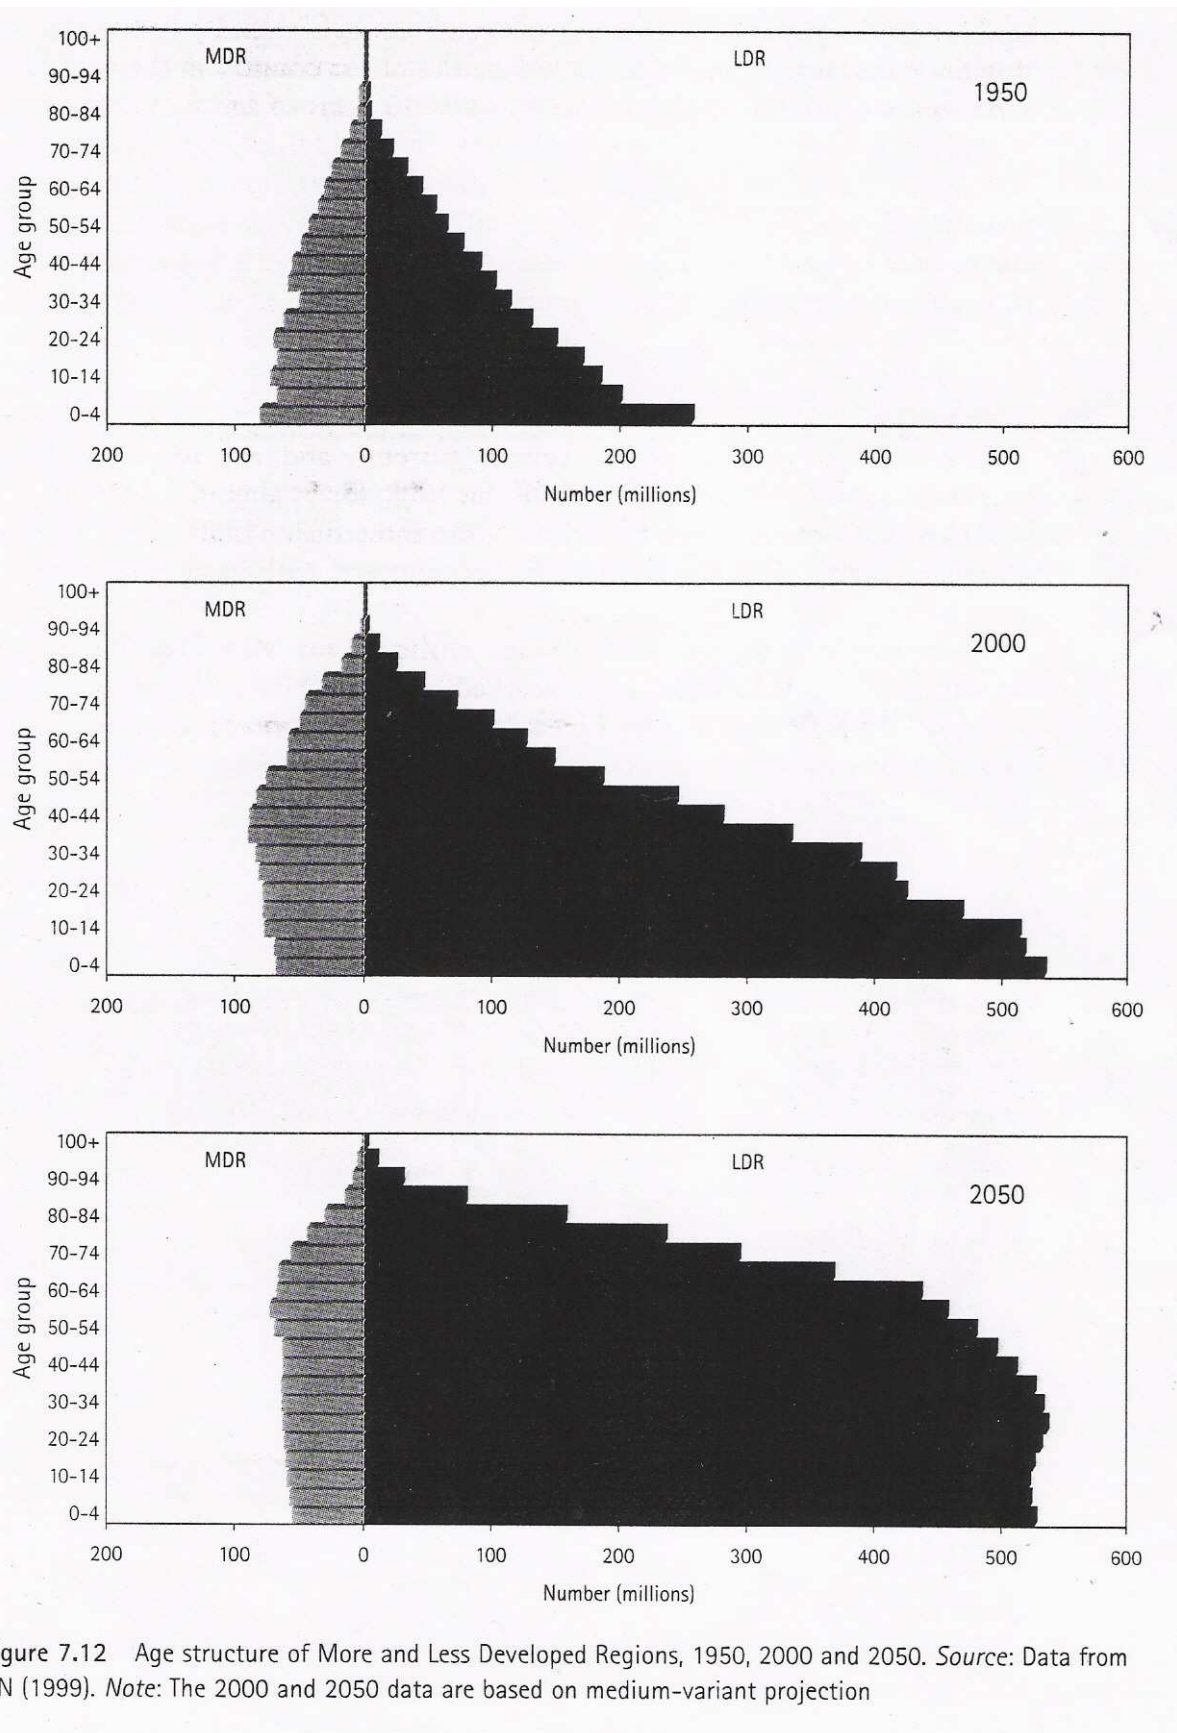 100+
90-94
80-84
70-74
60-64
50-54
40-44
30-34
20-24
10-14
0-4
Age group
MDR LDR
1950
200 100 0 100 200 300 400 500 600
Number (millions)
100+
90-94
80-84
70-74
60-64
50-54
40-44
30-34
20-24
10-14
0-4
Age group
MDR LDR
2000
200 100 0 100 200 300 400 500 600
Number (millions)
100+
90-94
80-84
70-74
60-64
50-54
40-44
30-34
20-24
10-14
0-4
Age group
MDR LDR
2050
200 100 0 100 200 300 400 500 600
Number (millions)
gure 7.12 Age structure of More and Less Developed Regions, 1950, 2000 and 2050. Source: Data from
N (1999). Note: The 2000 and 2050 data are based on medium-variant projection